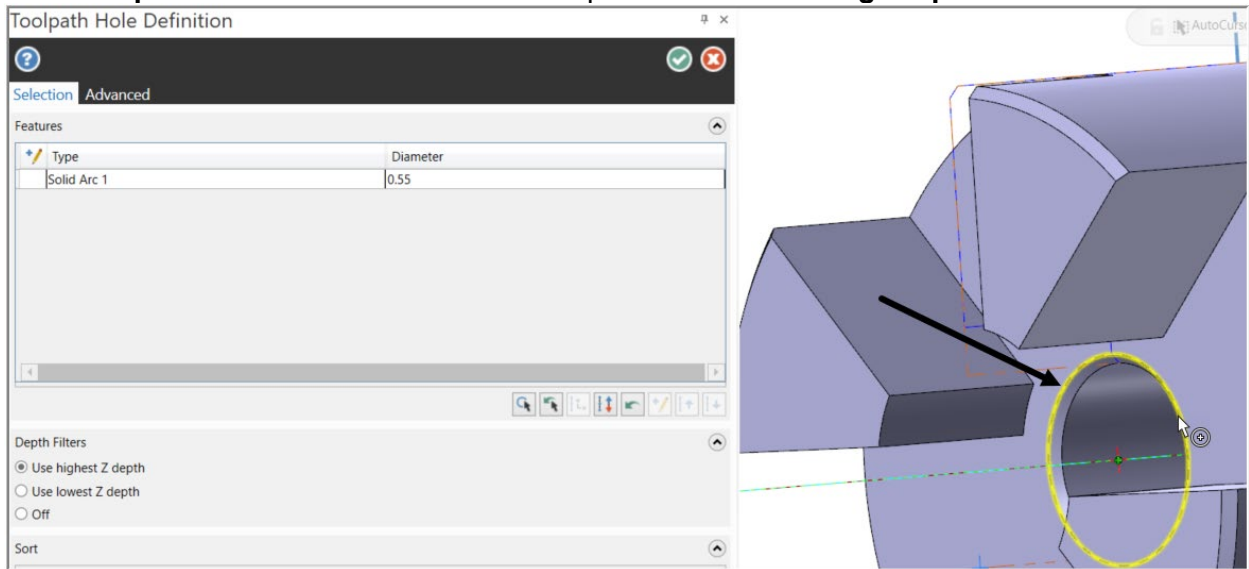 Toolpath Hole Definition
AutoCurs
Selection Advanced
Features
Type Diameter
Solid Arc 1 0.55
Depth Filters
Use highest Z depth
Use lowest Z depth
Off
Sort